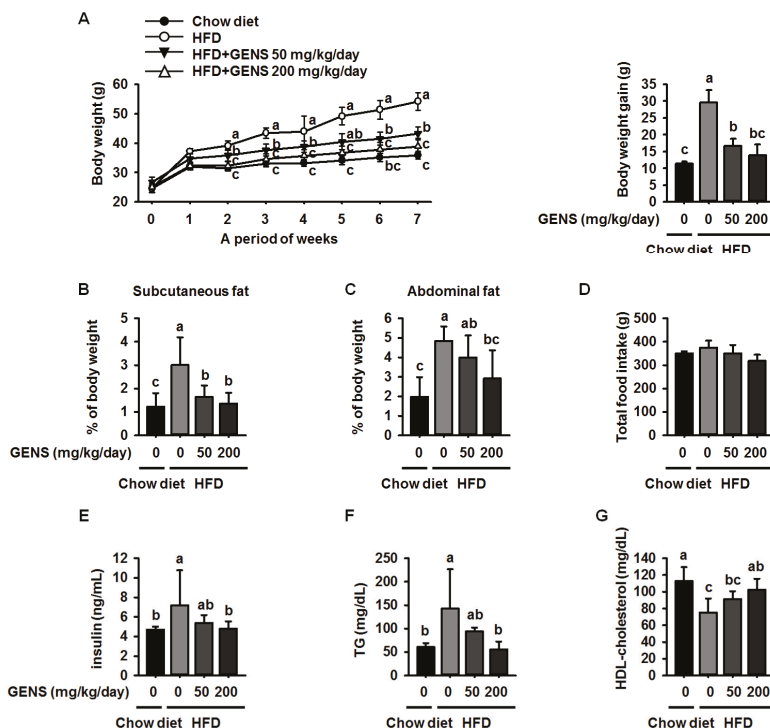 A
Chow diet
HFD
HFD+GENS 50 mg/kg/day
HFD+GENS 200 mg/kg/day
Body weight (g)
60
50
40
30
20
a a a a a a
b b b ab b b
c c c c c c
c c c c bc c
0 1 2 3 4 5 6 7
A period of weeks
Body weight gain (g)
35
30
25
20
15
10
5
0
c a b bc
GENS (mg/kg/day) 0 0 50 200
Chow diet HFD
B Subcutaneous fat
% of body weight
5
4
3
2
1
0
c a b b
GENS (mg/kg/day) 0 0 50 200
Chow diet HFD
C Abdominal fat
% of body weight
6
5
4
3
2
1
0
c a ab bc
0 0 50 200
Chow diet HFD
D
Total food intake (g)
500
400
300
200
100
0
0 0 50 200
Chow diet HFD
E
insulin (ng/mL)
12
10
8
6
4
2
0
b a ab b
GENS (mg/kg/day) 0 0 50 200
Chow diet HFD
F
TG (mg/dL)
250
200
150
100
50
0
b a ab b
0 0 50 200
Chow diet HFD
G
HDL-cholesterol (mg/dL)
140
120
100
80
60
40
20
0
a c bc ab
0 0 50 200
Chow diet HFD